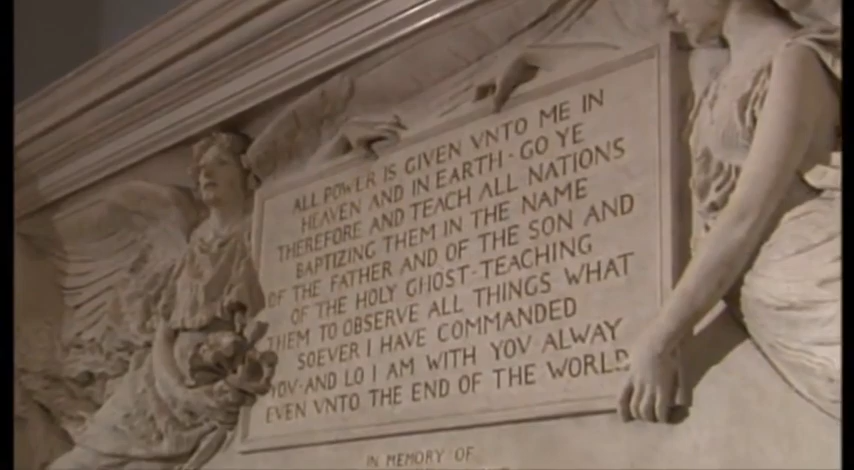 ALL POWER IS GIVEN VNTO ME IN
HEAVEN AND IN EARTH · GO YE
THEREFORE AND TEACH ALL NATIONS
BAPTIZING THEM IN THE NAME
OF THE FATHER AND OF THE SON AND
OF THE HOLY GHOST · TEACHING
THEM TO OBSERVE ALL THINGS WHAT
SOEVER I HAVE COMMANDED
YOV · AND LO I AM WITH YOV ALWAY
EVEN VNTO THE END OF THE WORLD
IN MEMORY OF